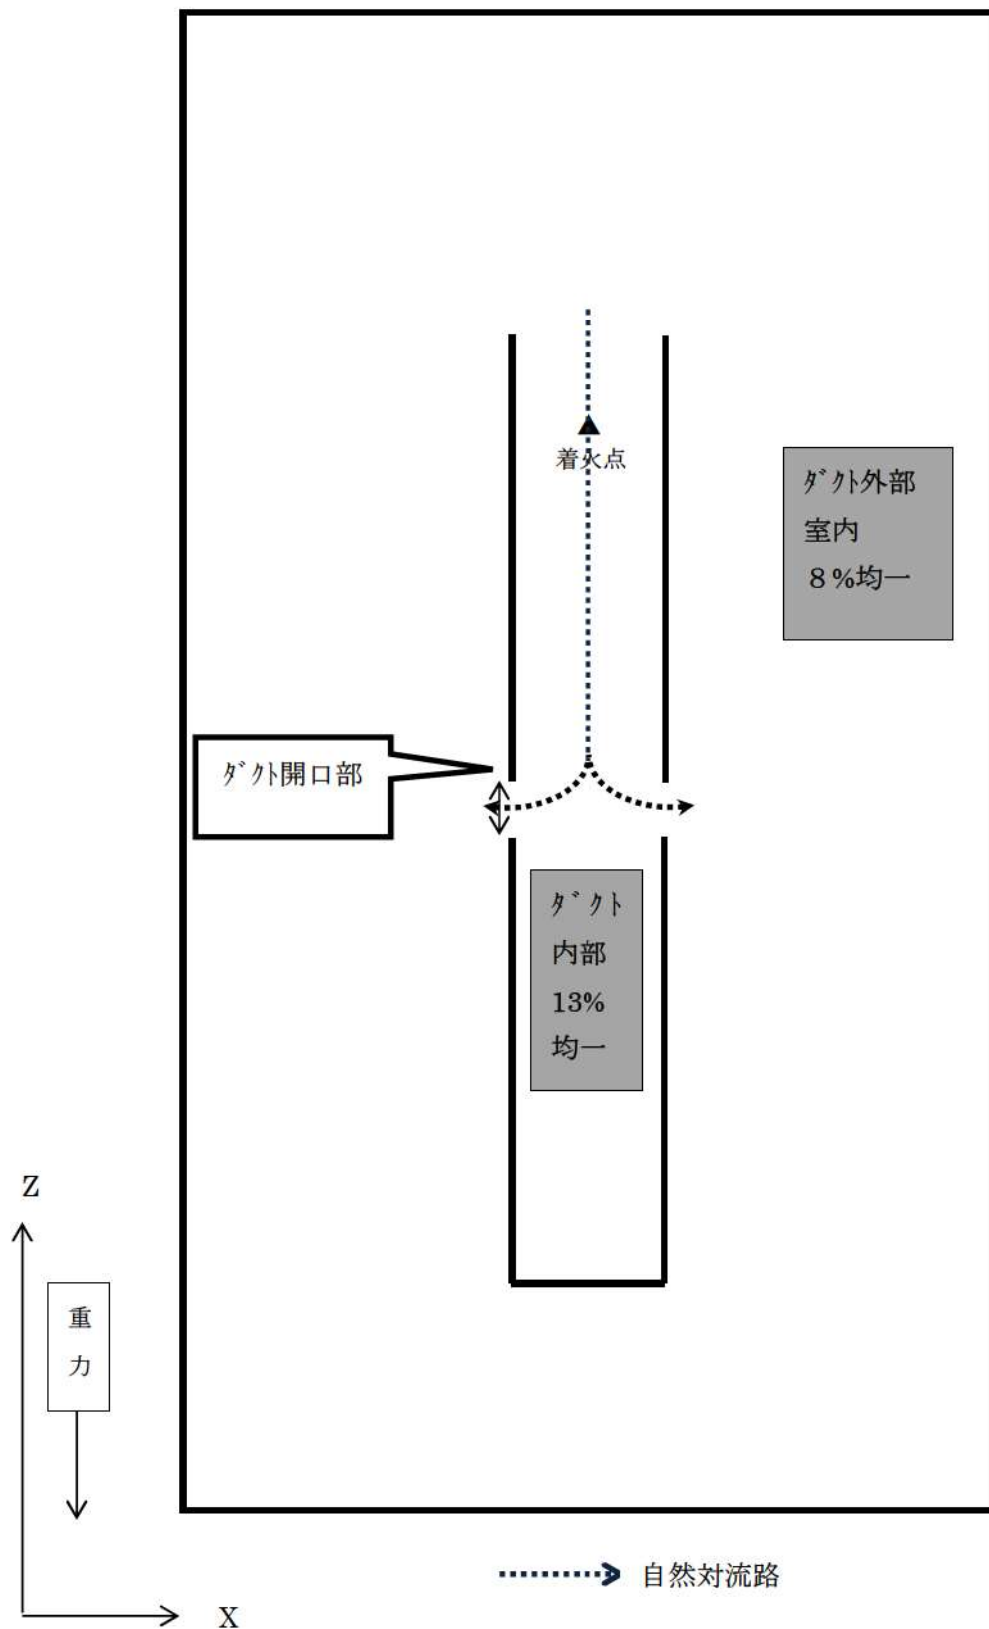 着火点
ﾀﾞｸﾄ外部
室内
８%均一
ﾀﾞｸﾄ開口部
ﾀﾞｸﾄ
内部
13%
均一
Z
重
力
自然対流路
X